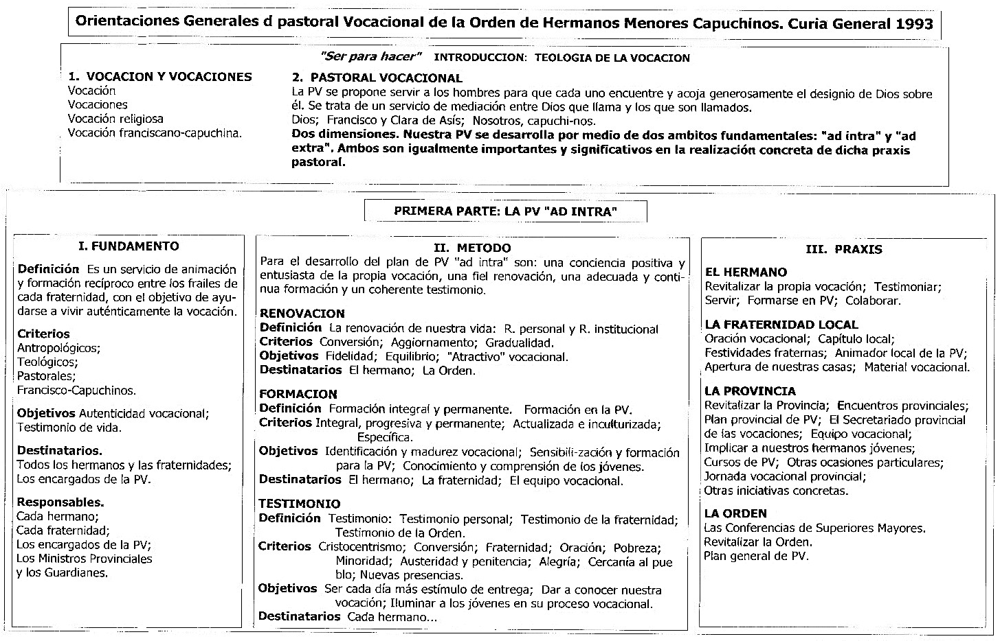 Orientaciones Generales d pastoral Vocacional de la Orden de Hermanos Menores Capuchinos. Curia General 1993
"Ser para hacer" INTRODUCCION: TEOLOGIA DE LA VOCACION
1. VOCACION Y VOCACIONES
Vocación
Vocaciones
Vocación religiosa
Vocación franciscano-capuchina.
2. PASTORAL VOCACIONAL
La PV se propone servir a los hombres para que cada uno encuentre y acoja generosamente el designio de Dios sobre
él. Se trata de un servicio de mediación entre Dios que llama y los que son llamados.
Dios; Francisco y Clara de Asís; Nosotros, capuchi-nos.
Dos dimensiones. Nuestra PV se desarrolla por medio de dos ambitos fundamentales: "ad intra" y "ad
extra". Ambos son igualmente importantes y significativos en la realización concreta de dicha praxis
pastoral.
PRIMERA PARTE: LA PV "AD INTRA"
I. FUNDAMENTO
Definición Es un servicio de animación
y formación recíproco entre los frailes de
cada fraternidad, con el objetivo de ayu-
darse a vivir auténticamente la vocación.
Criterios
Antropológicos;
Teológicos;
Pastorales;
Francisco-Capuchinos.
Objetivos Autenticidad vocacional;
Testimonio de vida.
Destinatarios.
Todos los hermanos y las fraternidades;
Los encargados de la PV.
Responsables.
Cada hermano;
Cada fraternidad;
Los encargados de la PV;
Los Ministros Provinciales
y los Guardianes.
II. METODO
Para el desarrollo del plan de PV "ad intra" son: una conciencia positiva y
entusiasta de la propia vocación, una fiel renovación, una adecuada y conti-
nua formación y un coherente testimonio.
RENOVACION
Definición La renovación de nuestra vida: R. personal y R. institucional
Criterios Conversión; Aggiornamento; Gradualidad.
Objetivos Fidelidad; Equilibrio; "Atractivo" vocacional.
Destinatarios El hermano; La Orden.
FORMACION
Definición Formación integral y permanente. Formación en la PV.
Criterios Integral, progresiva y permanente; Actualizada e inculturizada;
Específica.
Objetivos Identificación y madurez vocacional; Sensibili-zación y formación
para la PV; Conocimiento y comprensión de los jóvenes.
Destinatarios El hermano; La fraternidad; El equipo vocacional.
TESTIMONIO
Definición Testimonio: Testimonio personal; Testimonio de la fraternidad;
Testimonio de la Orden.
Criterios Cristocentrismo; Conversión; Fraternidad; Oración; Pobreza;
Minoridad; Austeridad y penitencia; Alegría; Cercanía al pue
blo; Nuevas presencias.
Objetivos Ser cada día más estímulo de entrega; Dar a conocer nuestra
vocación; Iluminar a los jóvenes en su proceso vocacional.
Destinatarios Cada hermano...
III. PRAXIS
EL HERMANO
Revitalizar la propia vocación; Testimoniar;
Servir; Formarse en PV; Colaborar.
LA FRATERNIDAD LOCAL
Oración vocacional; Capítulo local;
Festividades fraternas; Animador local de la PV;
Apertura de nuestras casas; Material vocacional.
LA PROVINCIA
Revitalizar la Provincia; Encuentros provinciales;
Plan provincial de PV; El Secretariado provincial
de las vocaciones; Equipo vocacional;
Implicar a nuestros hermanos jóvenes;
Cursos de PV; Otras ocasiones particulares;
Jornada vocacional provincial;
Otras iniciativas concretas.
LA ORDEN
Las Conferencias de Superiores Mayores.
Revitalizar la Orden.
Plan general de PV.